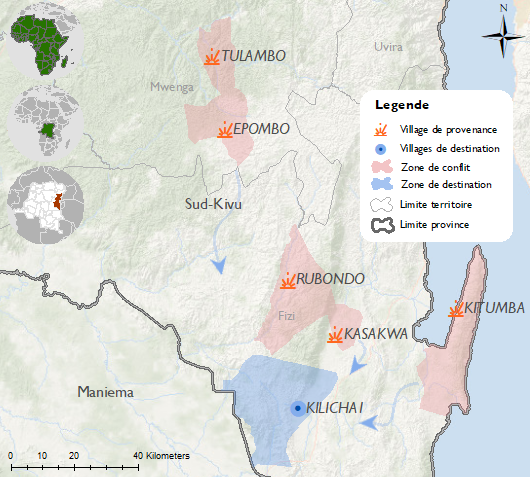 N
TULAMBO
Uvira
Mwenga
EPOMBO
Legende
Village de provenance
Villages de destination
Zone de conflit
Zone de destination
Limite territoire
Limite province
Sud-Kivu
RUBONDO
KITUMBA
Fizi
KASAKWA
Maniema
KILICHA I
0 10 20 40 Kilometers